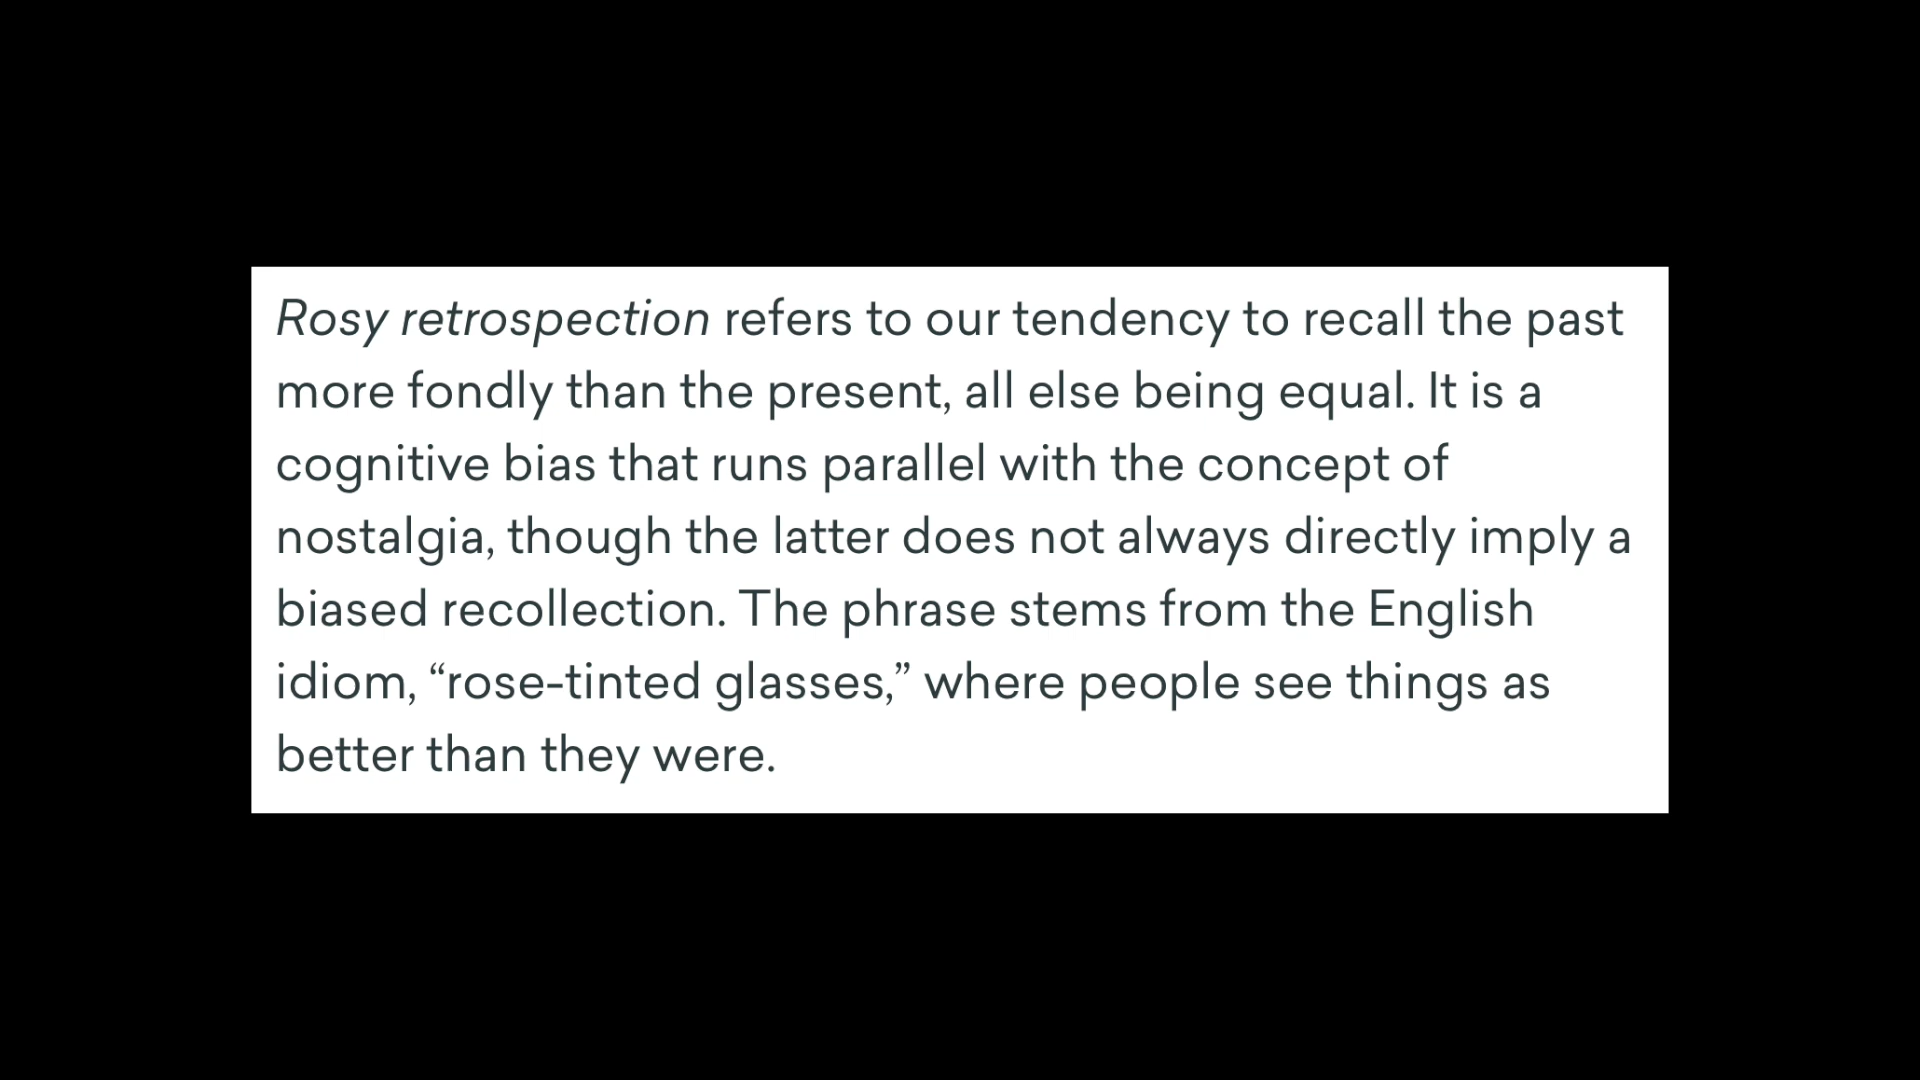 Rosy retrospection refers to our tendency to recall the past
more fondly than the present, all else being equal. It is a
cognitive bias that runs parallel with the concept of
nostalgia, though the latter does not always directly imply a
biased recollection. The phrase stems from the English
idiom, “rose-tinted glasses,” where people see things as
better than they were.